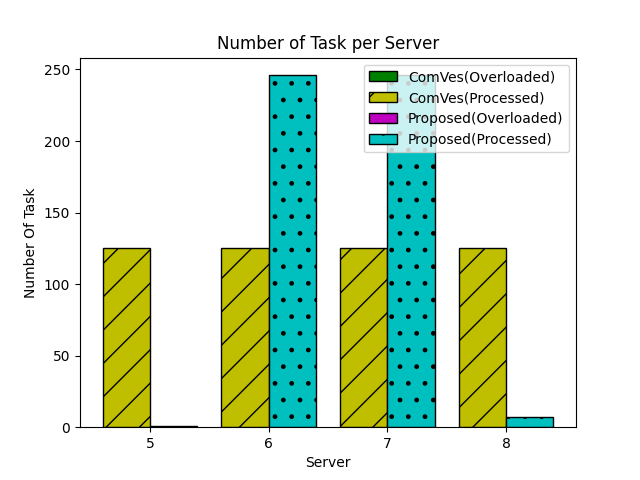 Number of Task per Server
250
200
150
100
50
0
Number Of Task
ComVes(Overloaded)
ComVes(Processed)
Proposed(Overloaded)
Proposed(Processed)
5 6 7 8
Server